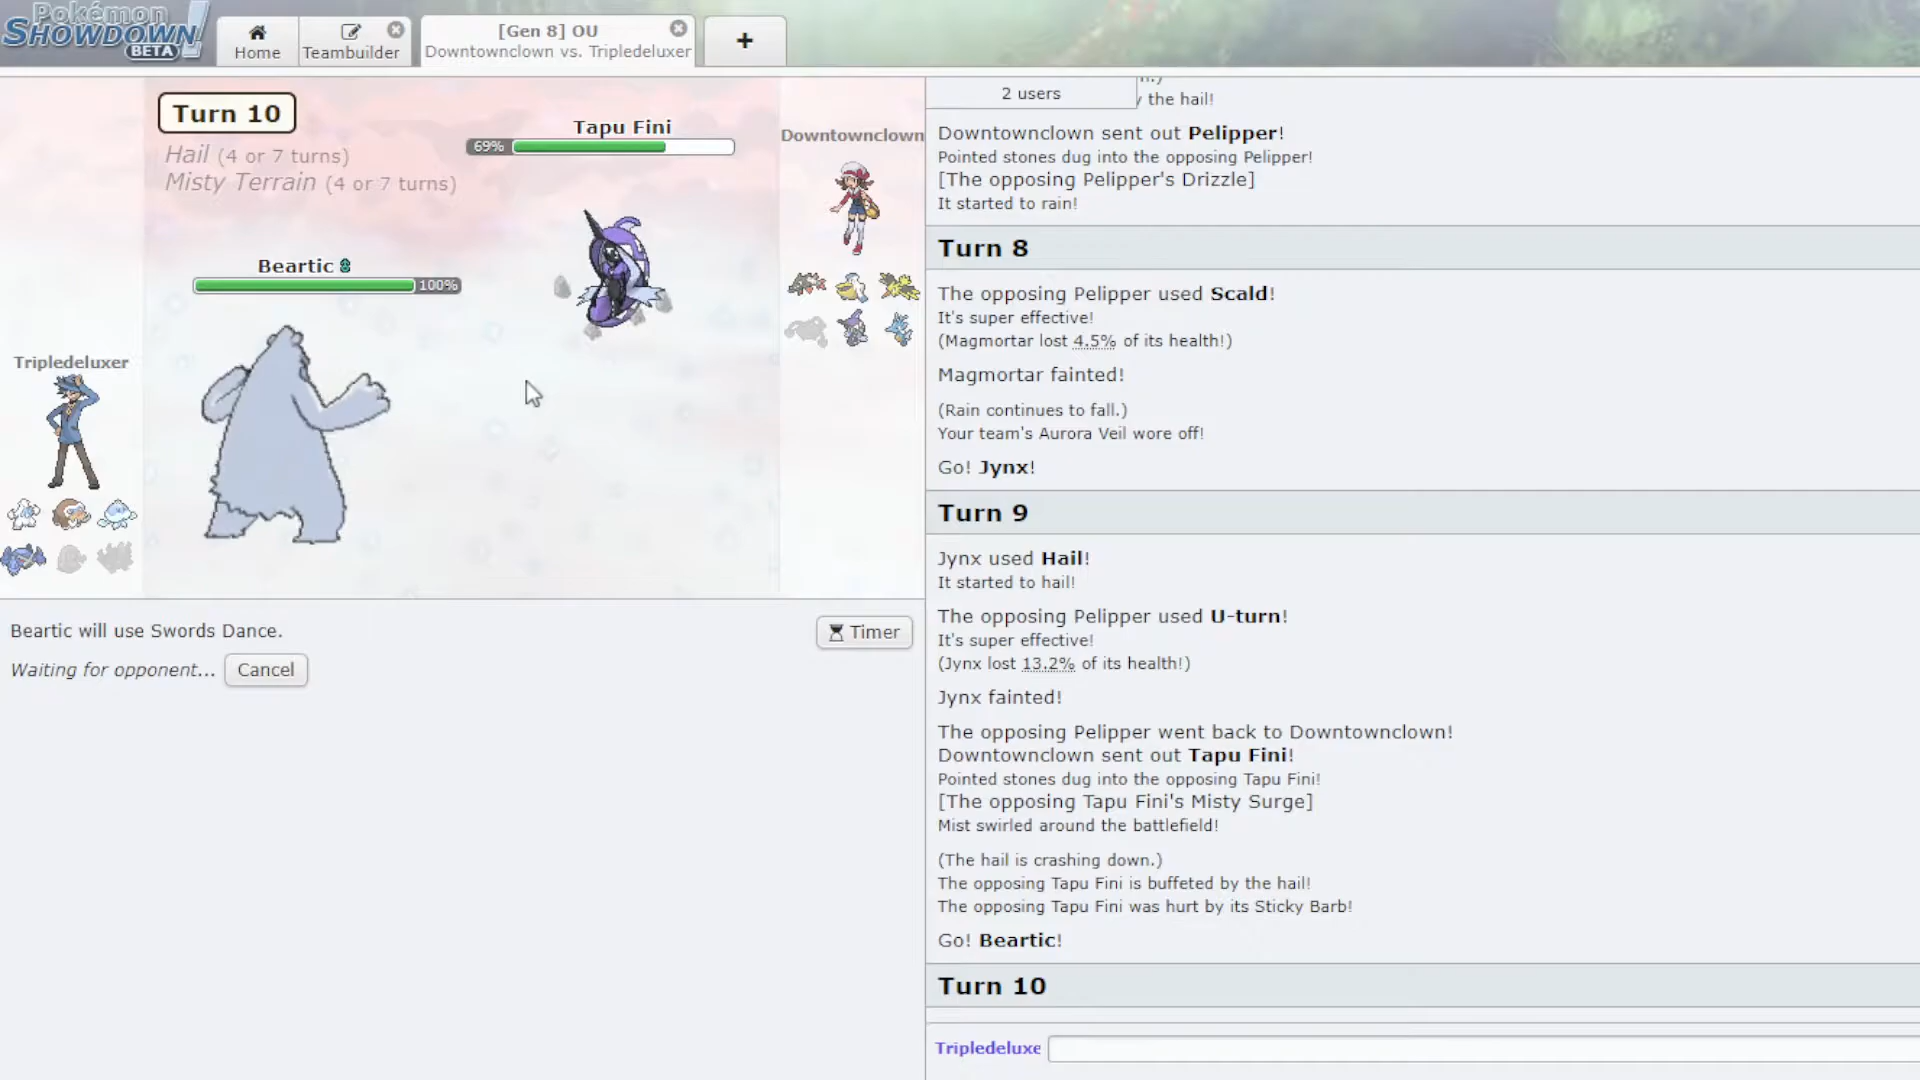 Pokémon
SHOWDOWN!
BETA
Home
Teambuilder
[Gen 8] OU
Downtownclown vs. Tripledeluxer
+
Turn 10
Hail (4 or 7 turns)
Misty Terrain (4 or 7 turns)
Tapu Fini
69%
Downtownclown
Beartic
100%
Tripledeluxer
Beartic will use Swords Dance.
Timer
Waiting for opponent...
Cancel
2 users
the hail!
Downtownclown sent out Pelipper!
Pointed stones dug into the opposing Pelipper!
[The opposing Pelipper's Drizzle]
It started to rain!
Turn 8
The opposing Pelipper used Scald!
It's super effective!
(Magmortar lost 4.5% of its health!)
Magmortar fainted!
(Rain continues to fall.)
Your team's Aurora Veil wore off!
Go! Jynx!
Turn 9
Jynx used Hail!
It started to hail!
The opposing Pelipper used U-turn!
It's super effective!
(Jynx lost 13.2% of its health!)
Jynx fainted!
The opposing Pelipper went back to Downtownclown!
Downtownclown sent out Tapu Fini!
Pointed stones dug into the opposing Tapu Fini!
[The opposing Tapu Fini's Misty Surge]
Mist swirled around the battlefield!
(The hail is crashing down.)
The opposing Tapu Fini is buffeted by the hail!
The opposing Tapu Fini was hurt by its Sticky Barb!
Go! Beartic!
Turn 10
Tripledeluxe